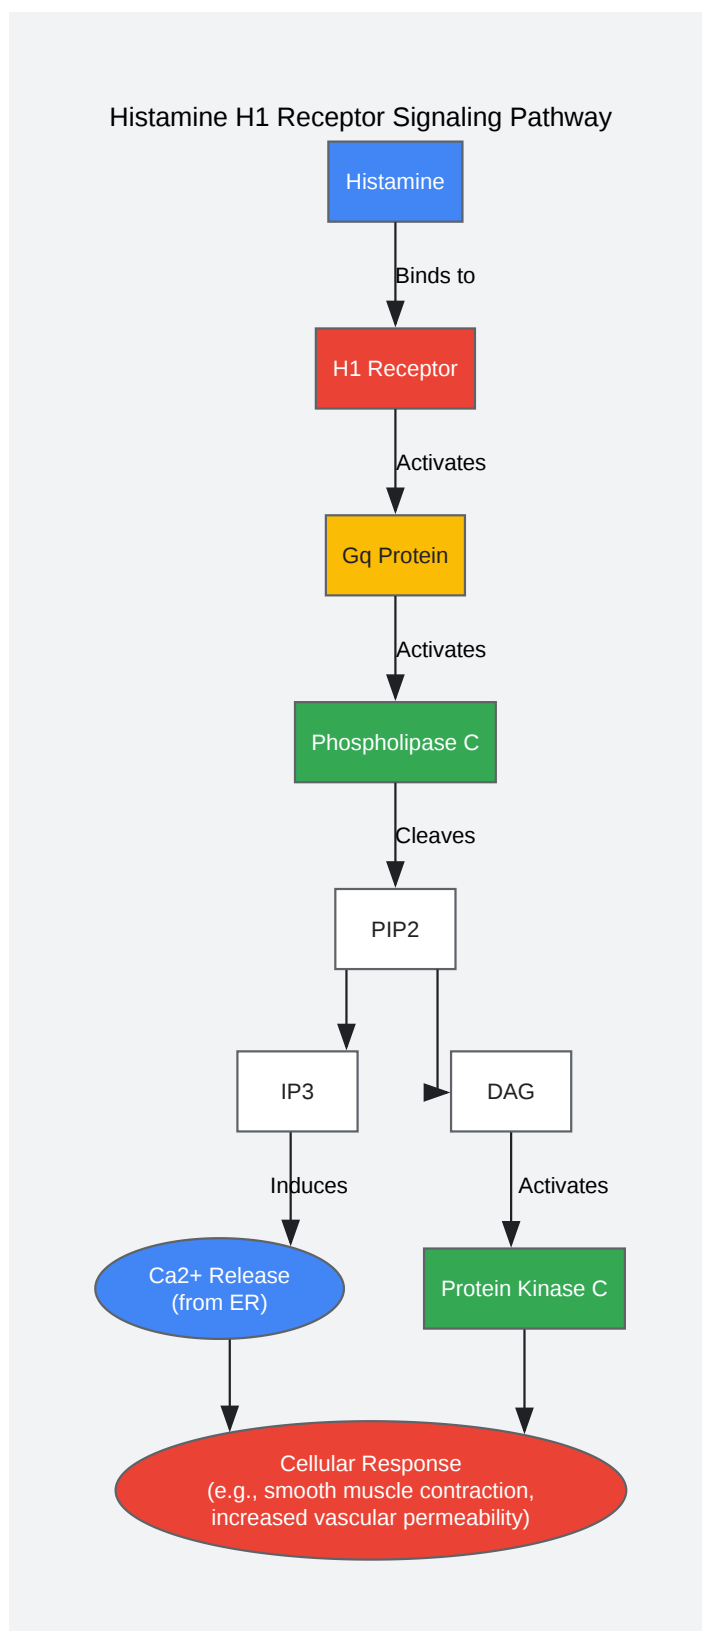 Histamine H1 Receptor Signaling Pathway
Histamine
Binds to
H1 Receptor
Activates
Gq Protein
Activates
Phospholipase C
Cleaves
PIP2
IP3
DAG
Induces
Activates
Ca2+ Release
(from ER)
Protein Kinase C
Cellular Response
(e.g., smooth muscle contraction,
increased vascular permeability)